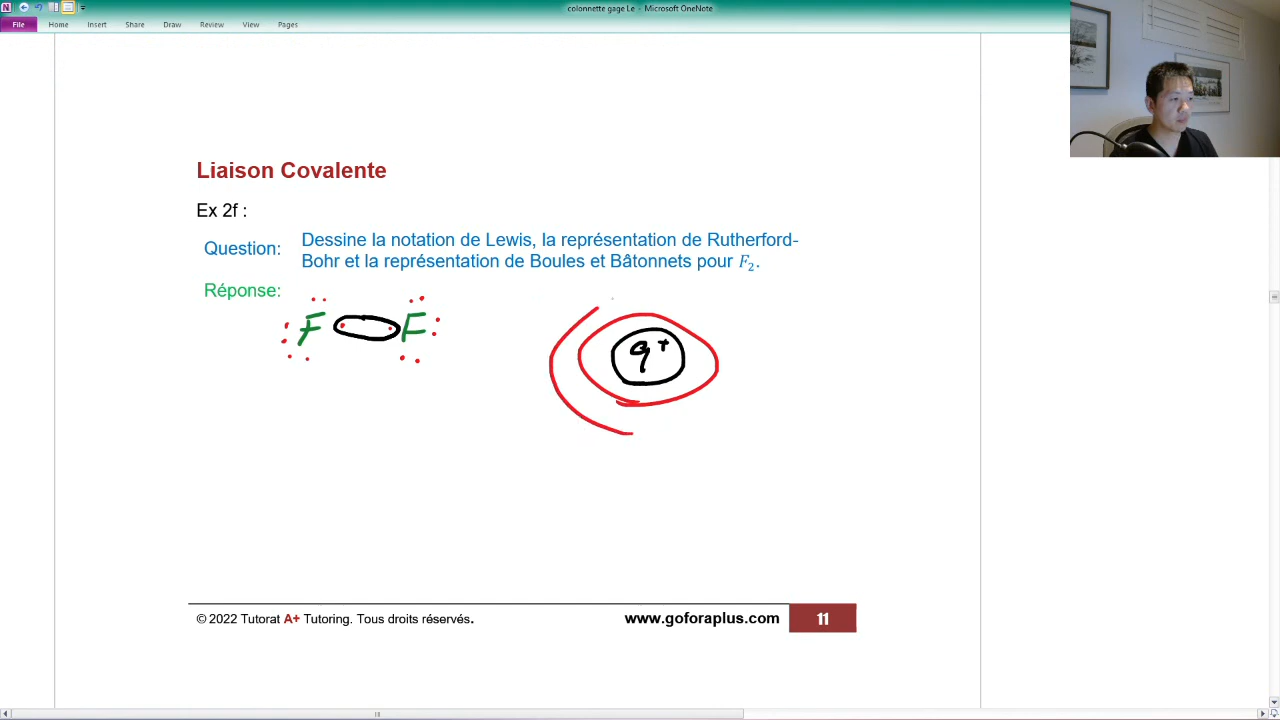 colonnette gage Le - Microsoft OneNote
File Home Insert Share Draw Review View Pages
Liaison Covalente
Ex 2f :
Question: Dessine la notation de Lewis, la représentation de Rutherford-
Bohr et la représentation de Boules et Bâtonnets pour F₂.
Réponse:
F F
9+
© 2022 Tutorat A+ Tutoring. Tous droits réservés.
www.goforaplus.com 11